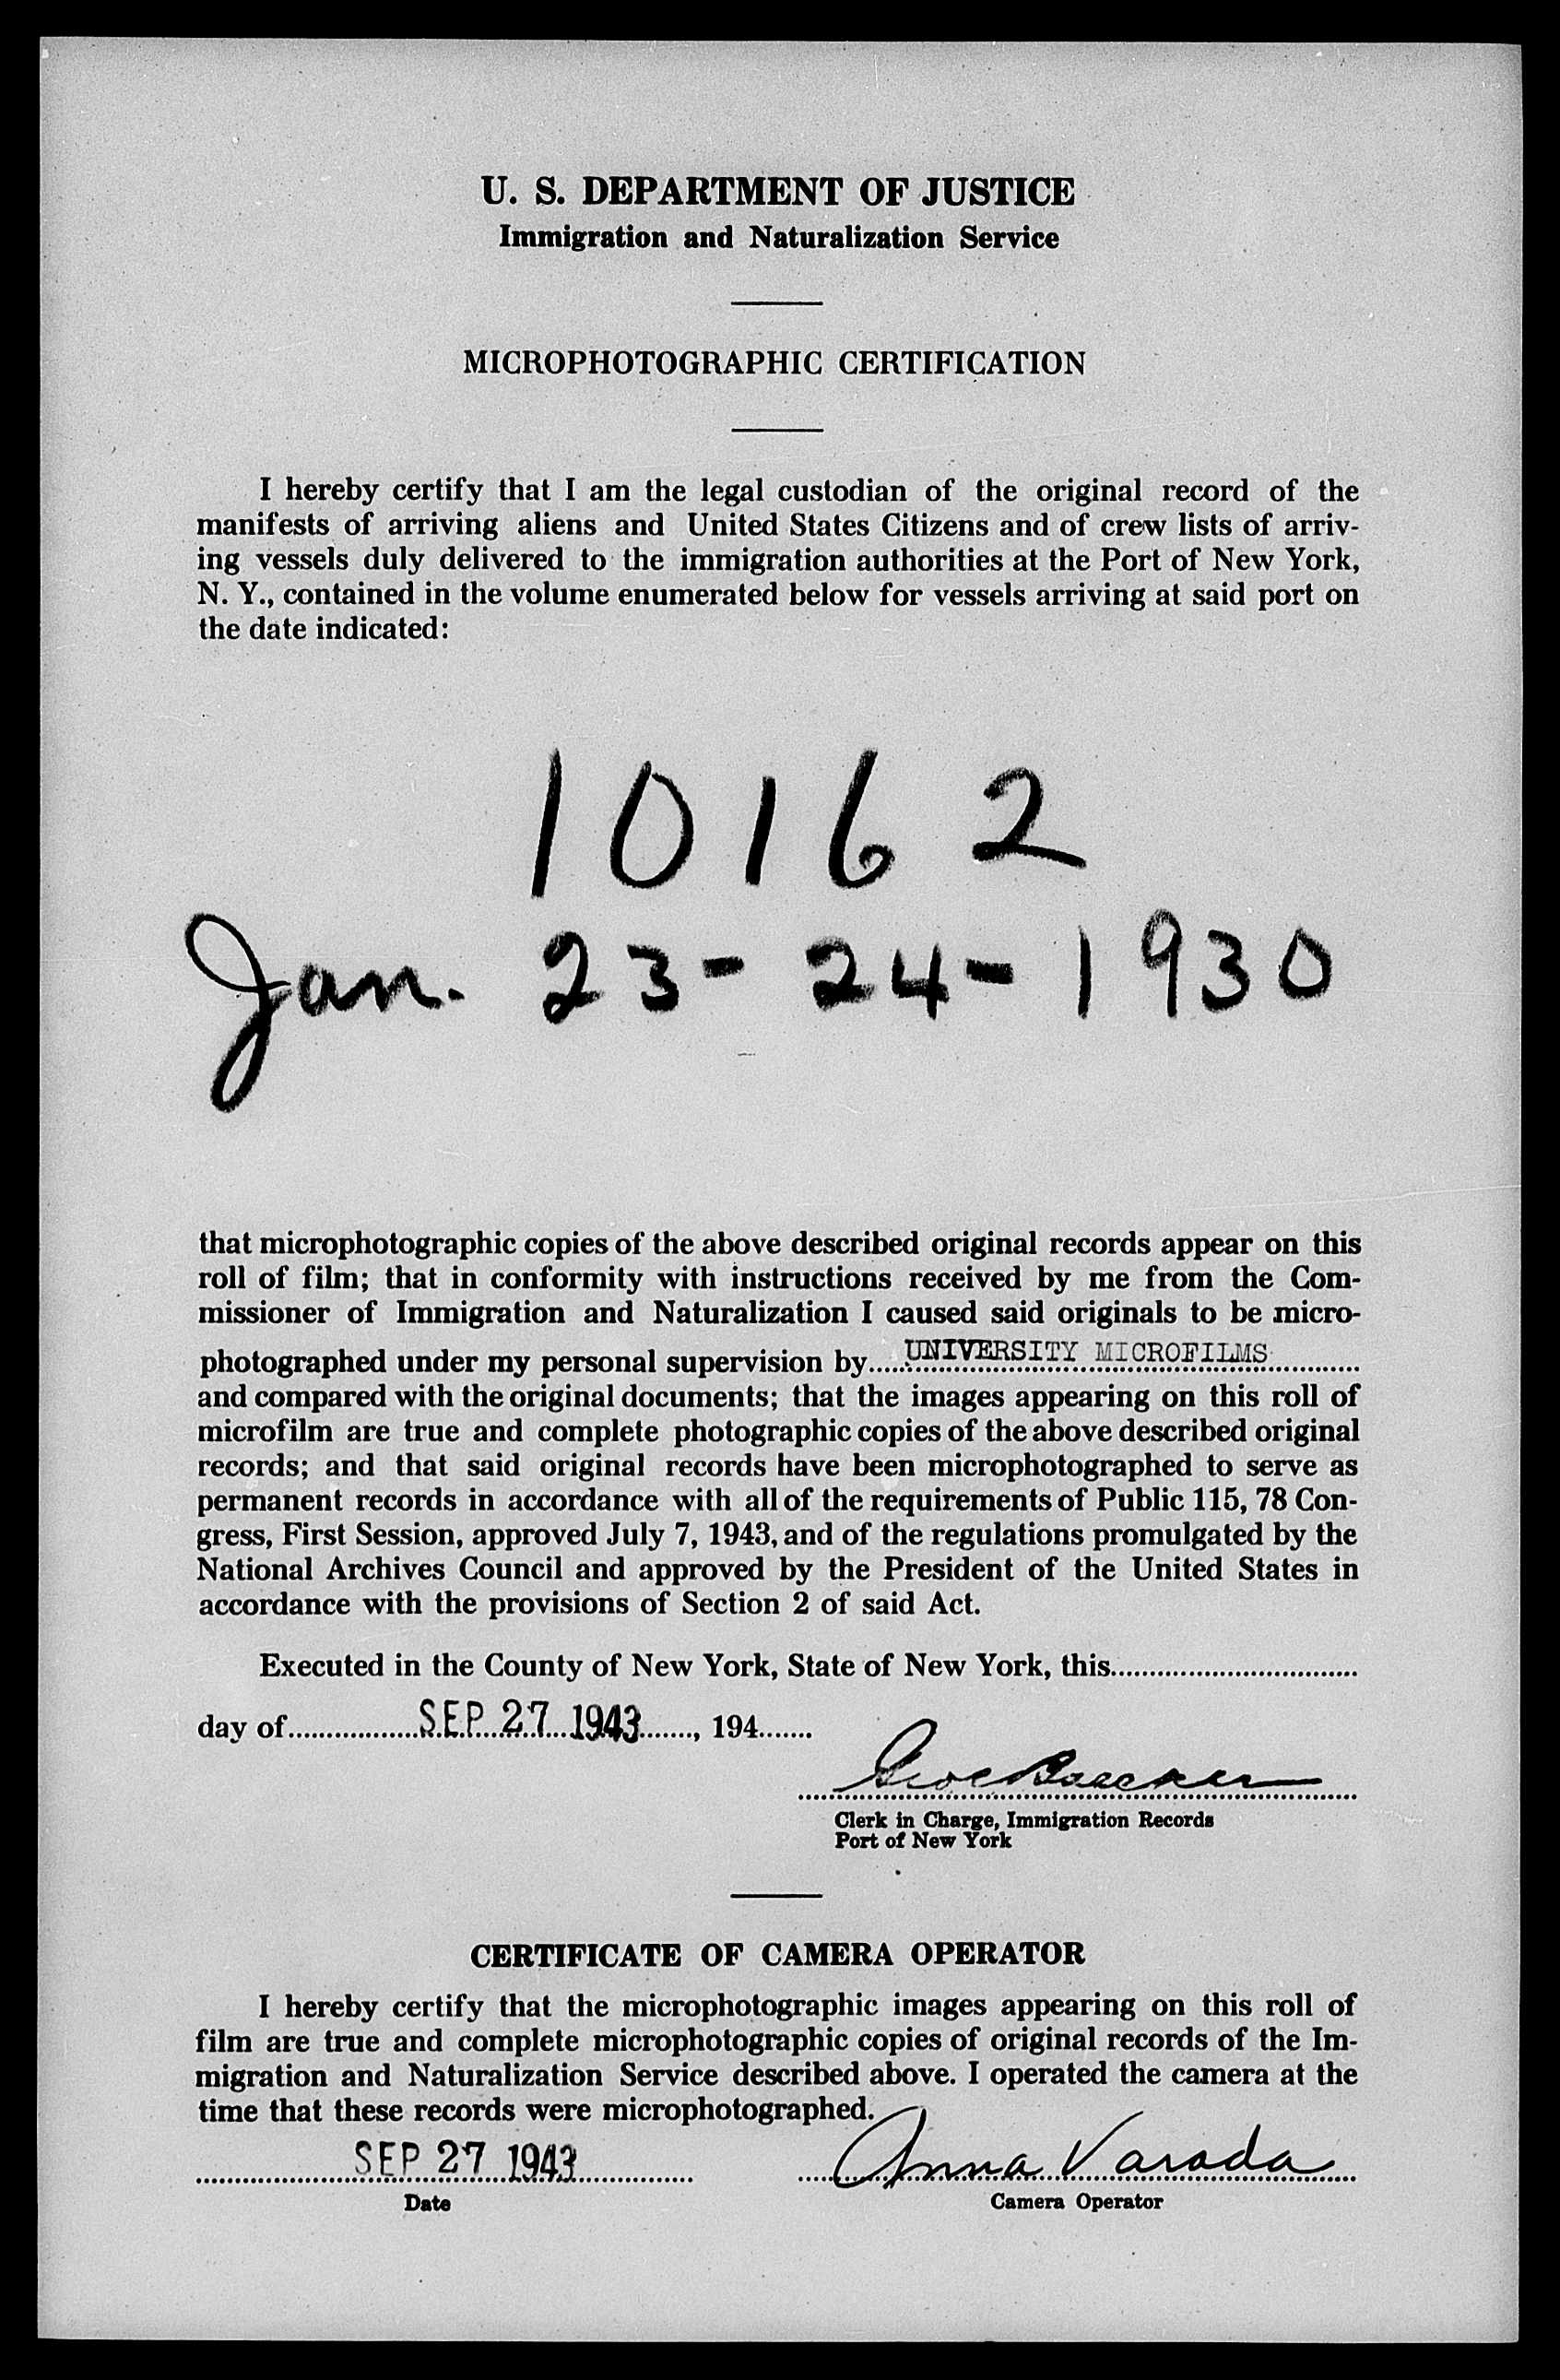 U. S. DEPARTMENT OF JUSTICE
Immigration and Naturalization Service
MICROPHOTOGRAPHIC CERTIFICATION
I hereby certify that I am the legal custodian of the original record of the
manifests of arriving aliens and United States Citizens and of crew lists of arriv-
ing vessels duly delivered to the immigration authorities at the Port of New York,
N. Y., contained in the volume enumerated below for vessels arriving at said port on
the date indicated:
10162
Jan. 23-24-1930
that microphotographic copies of the above described original records appear on this
roll of film; that in conformity with instructions received by me from the Com-
missioner of Immigration and Naturalization I caused said originals to be micro-
photographed under my personal supervision by UNIVERSITY MICROFILMS
and compared with the original documents; that the images appearing on this roll of
microfilm are true and complete photographic copies of the above described original
records; and that said original records have been microphotographed to serve as
permanent records in accordance with all of the requirements of Public 115, 78 Con-
gress, First Session, approved July 7, 1943, and of the regulations promulgated by the
National Archives Council and approved by the President of the United States in
accordance with the provisions of Section 2 of said Act.
Executed in the County of New York, State of New York, this
day of SEP 27 1943, 194
Clerk in Charge, Immigration Records
Port of New York
CERTIFICATE OF CAMERA OPERATOR
I hereby certify that the microphotographic images appearing on this roll of
film are true and complete microphotographic copies of original records of the Im-
migration and Naturalization Service described above. I operated the camera at the
time that these records were microphotographed.
SEP 27 1943 Anna Varada
Date Camera Operator